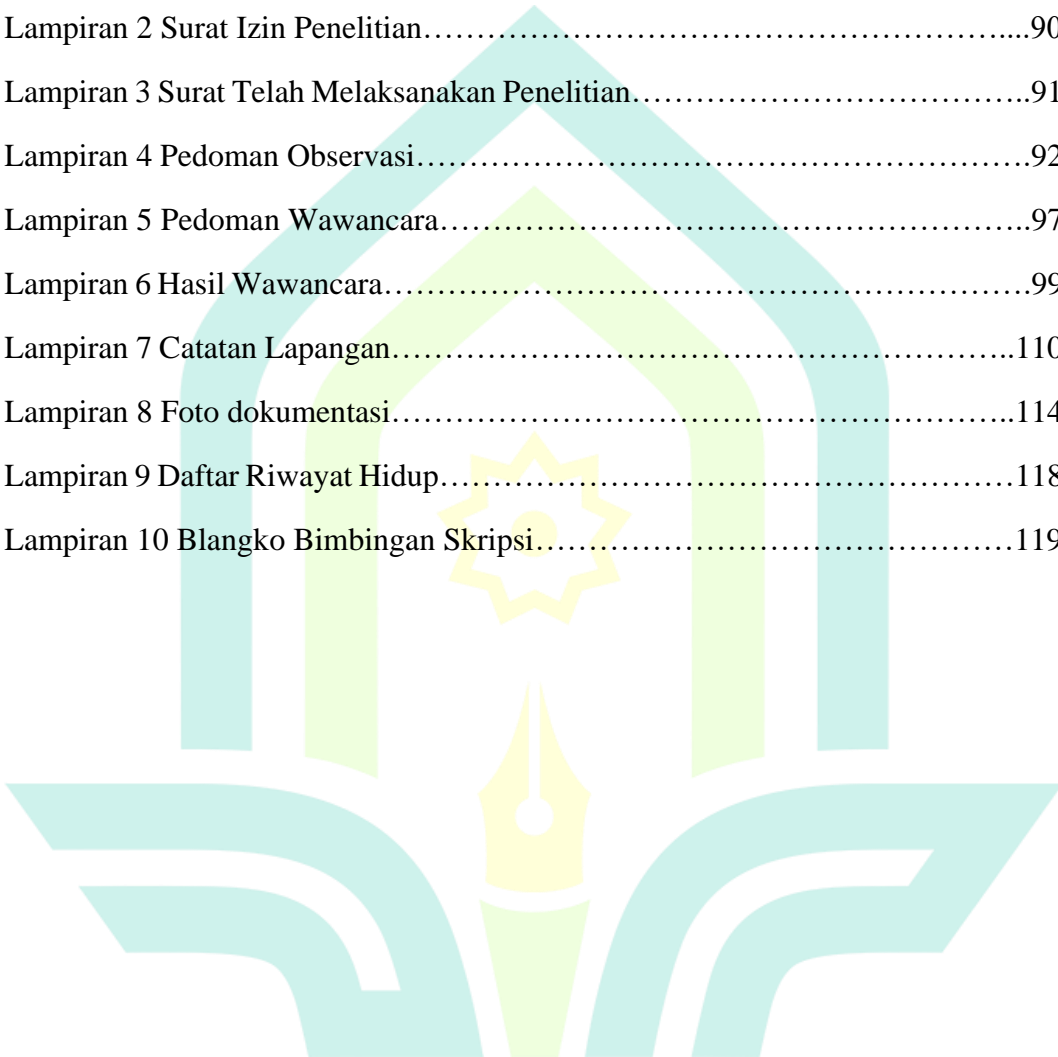 Lampiran 2 Surat Izin Penelitian…………………………………………………....90
Lampiran 3 Surat Telah Melaksanakan Penelitian………………………………..91
Lampiran 4 Pedoman Observasi……………………………………………………92
Lampiran 5 Pedoman Wawancara…………………………………………………..97
Lampiran 6 Hasil Wawancara………………………………………………………99
Lampiran 7 Catatan Lapangan……………………………………………………..110
Lampiran 8 Foto dokumentasi……………………………………………………..114
Lampiran 9 Daftar Riwayat Hidup…………………………………………………118
Lampiran 10 Blangko Bimbingan Skripsi…………………………………………119